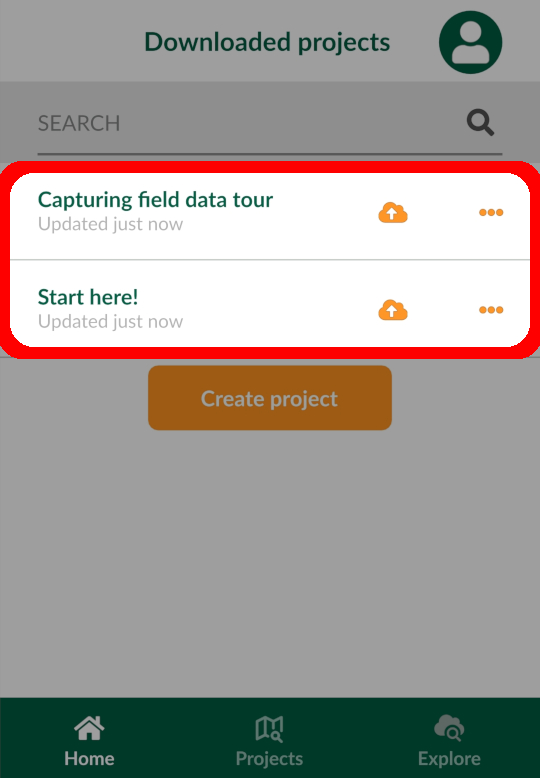 Downloaded projects
SEARCH
Capturing field data tour
Updated just now
Start here!
Updated just now
Create project
Home
Projects
Explore